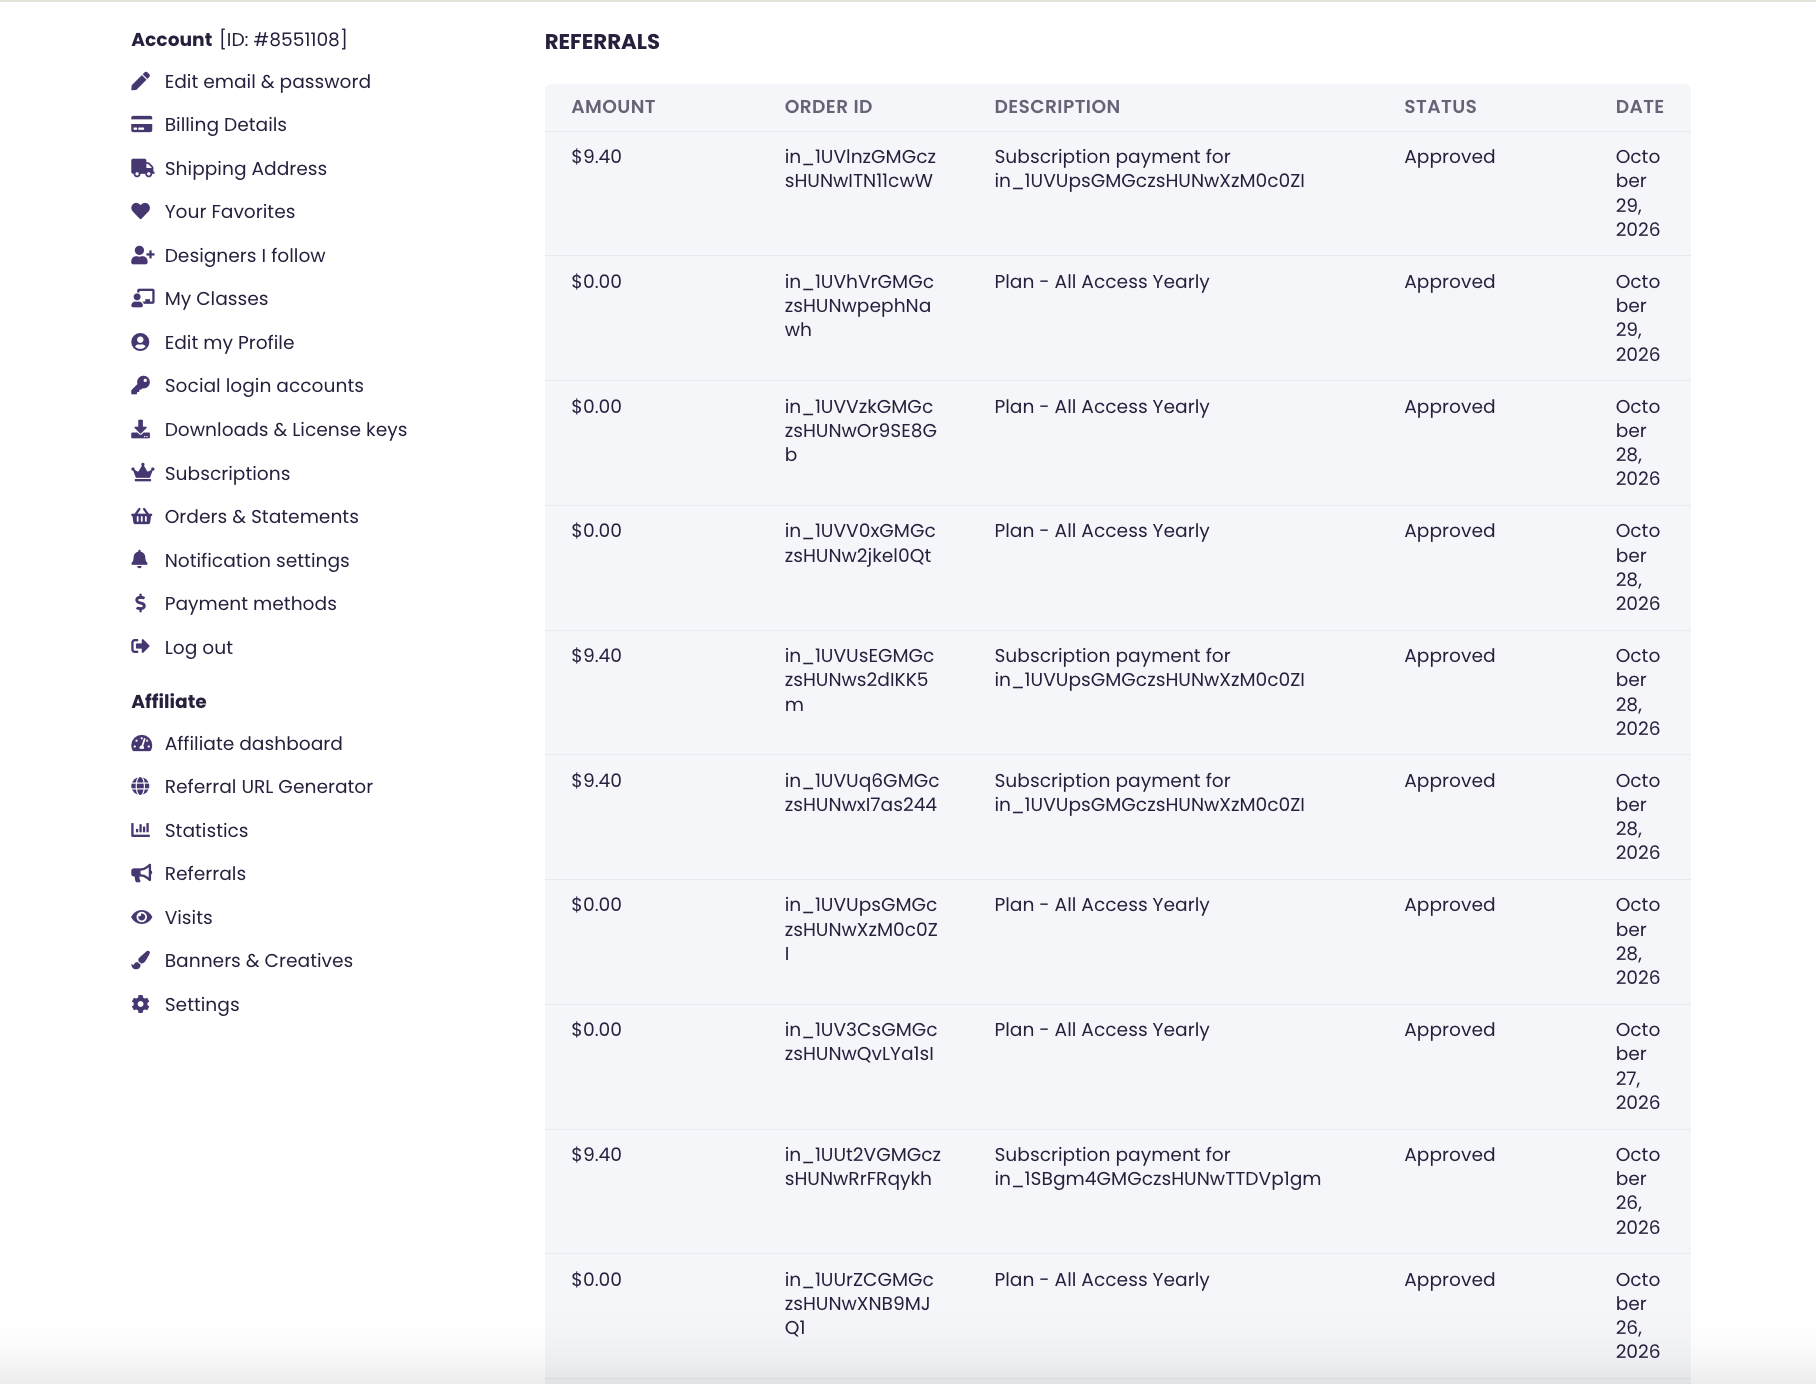 Account [ID: #8551108]
Edit email & password
Billing Details
Shipping Address
Your Favorites
Designers I follow
My Classes
Edit my Profile
Social login accounts
Downloads & License keys
Subscriptions
Orders & Statements
Notification settings
Payment methods
Log out
Affiliate
Affiliate dashboard
Referral URL Generator
Statistics
Referrals
Visits
Banners & Creatives
Settings
REFERRALS
AMOUNT ORDER ID DESCRIPTION STATUS DATE
$9.40 in_1UVlnzGMGcz Subscription payment for Approved Octo
sHUNwITN11cwW in_1UVUpsGMGczsHUNwXzM0c0ZI ber
29,
2026
$0.00 in_1UVhVrGMGc Plan - All Access Yearly Approved Octo
zsHUNwpephNa ber
wh 29,
2026
$0.00 in_1UVVzkGMGc Plan - All Access Yearly Approved Octo
zsHUNwOr9SE8G ber
b 28,
2026
$0.00 in_1UVV0xGMGc Plan - All Access Yearly Approved Octo
zsHUNw2jkel0Qt ber
28,
2026
$9.40 in_1UVUsEGMGc Subscription payment for Approved Octo
zsHUNws2dIKK5 in_1UVUpsGMGczsHUNwXzM0c0ZI ber
m 28,
2026
$9.40 in_1UVUq6GMGc Subscription payment for Approved Octo
zsHUNwxI7as244 in_1UVUpsGMGczsHUNwXzM0c0ZI ber
28,
2026
$0.00 in_1UVUpsGMGc Plan - All Access Yearly Approved Octo
zsHUNwXzM0c0Z ber
I 28,
2026
$0.00 in_1UV3CsGMGc Plan - All Access Yearly Approved Octo
zsHUNwQvLYa1sI ber
27,
2026
$9.40 in_1UUt2VGMGcz Subscription payment for Approved Octo
sHUNwRrFRqykh in_1SBgm4GMGczsHUNwTTDVp1gm ber
26,
2026
$0.00 in_1UUrZCGMGc Plan - All Access Yearly Approved Octo
zsHUNwXNB9MJ ber
Q1 26,
2026